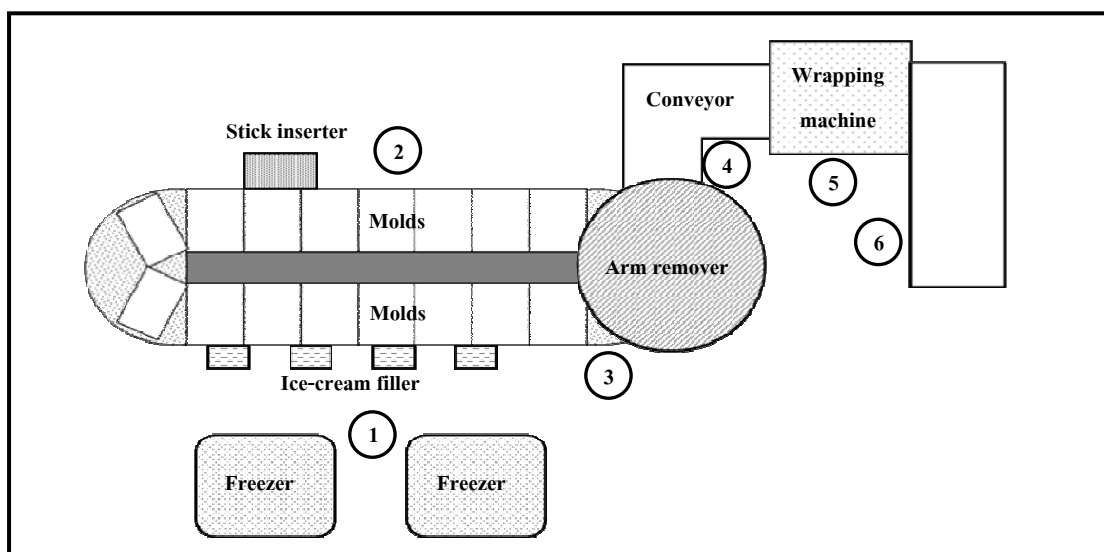 Wrapping
machine
Conveyor
Stick inserter
2
4
5
Molds
6
Arm remover
Molds
3
Ice-cream filler
1
Freezer
Freezer